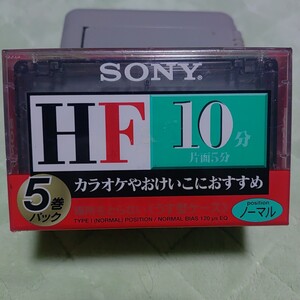 SONY
HF 10分
片面5分
カラオケやおけいこにおすすめ
5巻
パック
position
ノーマル
TYPE I (NORMAL) POSITION / NORMAL BIAS 120 μs EQ